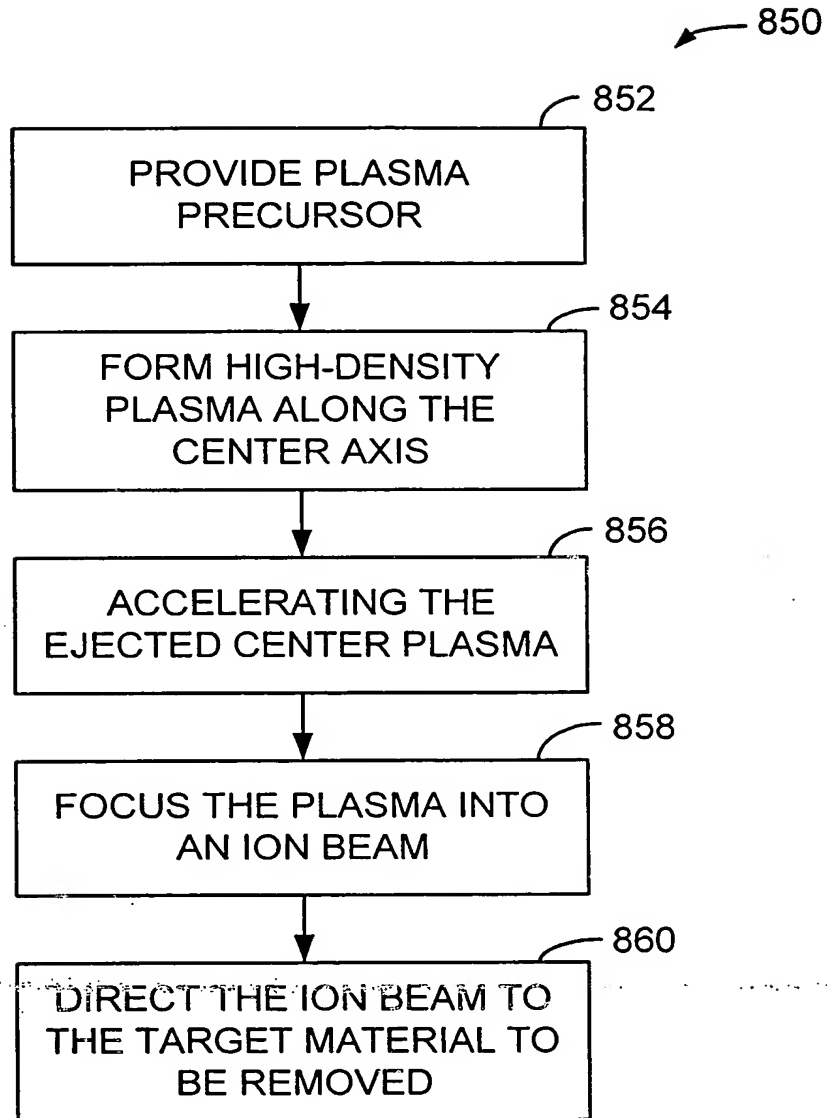 850
852
PROVIDE PLASMA
PRECURSOR
854
FORM HIGH-DENSITY
PLASMA ALONG THE
CENTER AXIS
856
ACCELERATING THE
EJECTED CENTER PLASMA
858
FOCUS THE PLASMA INTO
AN ION BEAM
860
DIRECT THE ION BEAM TO
THE TARGET MATERIAL TO
BE REMOVED